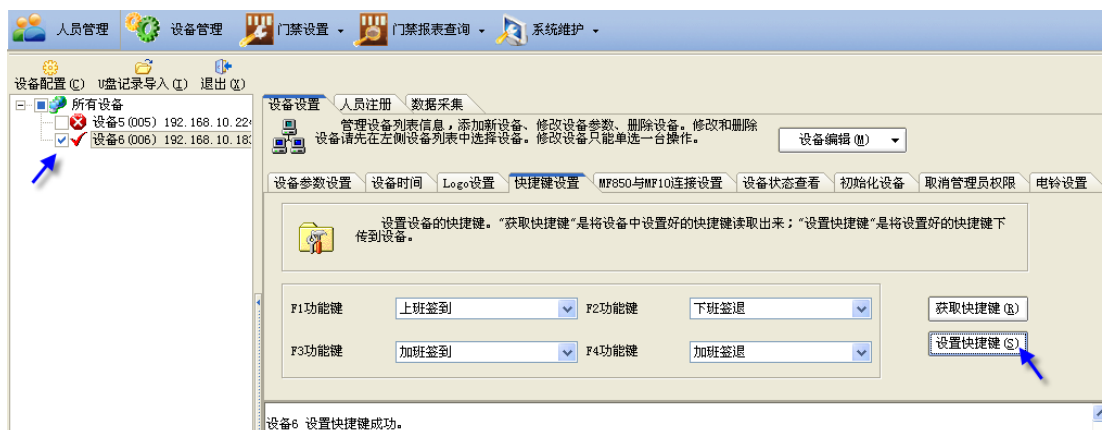 人员管理 设备管理 门禁设置 门禁报表查询 系统维护
设备配置(C) U盘记录导入(I) 退出(X)
所有设备
设备5(005) 192.168.10.224
设备6(006) 192.168.10.18
设备设置 人员注册 数据采集
管理设备列表信息，添加新设备、修改设备参数、删除设备。修改和删除
设备请先在左侧设备列表中选择设备。修改设备只能单选一台操作。
设备编辑(M)
设备参数设置 设备时间 Logo设置 快捷键设置 MF850与MF10连接设置 设备状态查看 初始化设备 取消管理员权限 电铃设置
设置设备的快捷键。“获取快捷键”是将设备中设置好的快捷键读取出来；“设置快捷键”是将设置好的快捷键下
传到设备。
F1功能键 上班签到 F2功能键 下班签退 获取快捷键(R)
F3功能键 加班签到 F4功能键 加班签退 设置快捷键(S)
设备6 设置快捷键成功。